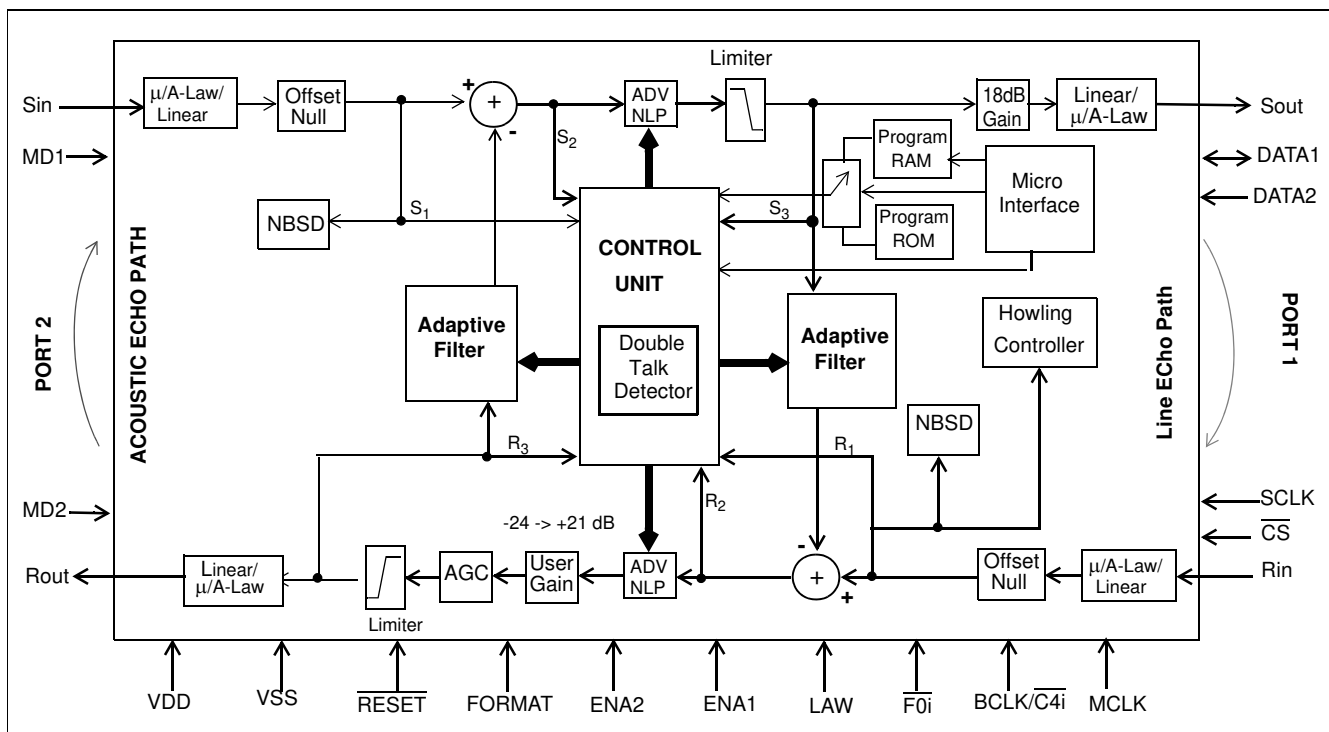 Limiter
Sin
μ/A-Law/
Linear
Offset
Null
+
+
-
ADV
NLP
18dB
Gain
Linear/
μ/A-Law
Sout
MD1
S2
Program
RAM
Micro
Interface
DATA1
DATA2
NBSD
S1
S3
Program
ROM
CONTROL
UNIT
PORT 2
ACOUSTIC ECHO PATH
Adaptive
Filter
Double
Talk
Detector
Adaptive
Filter
Howling
Controller
Line ECho Path
PORT 1
NBSD
R3
R1
R2
MD2
-24 -> +21 dB
SCLK
CS
Rout
Linear/
μ/A-Law
Limiter
AGC
User
Gain
ADV
NLP
-
+
+
Offset
Null
μ/A-Law/
Linear
Rin
VDD
VSS
RESET
FORMAT
ENA2
ENA1
LAW
F0i
BCLK/C4i
MCLK